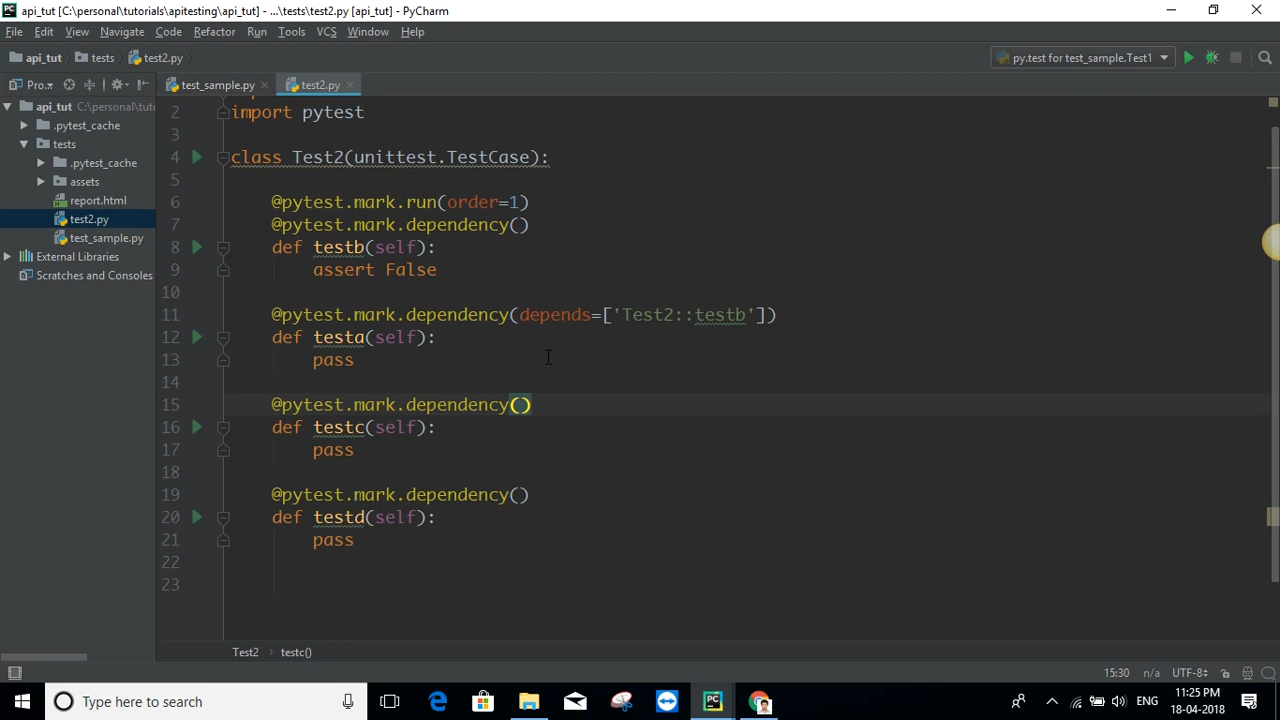 api_tut [C:\personal\tutorials\apitesting\api_tut] - ...\tests\test2.py [api_tut] - PyCharm
File Edit View Navigate Code Refactor Run Tools VCS Window Help
api_tut tests test2.py
py.test for test_sample.Test1
Pro.
test_sample.py
test2.py
api_tut C:\personal\tuto
.pytest_cache
tests
.pytest_cache
assets
report.html
test2.py
test_sample.py
External Libraries
Scratches and Consoles
2 import pytest
3
4 class Test2(unittest.TestCase):
5
6 @pytest.mark.run(order=1)
7 @pytest.mark.dependency()
8 def testb(self):
9 assert False
10
11 @pytest.mark.dependency(depends=['Test2::testb'])
12 def testa(self):
13 pass
14
15 @pytest.mark.dependency()
16 def testc(self):
17 pass
18
19 @pytest.mark.dependency()
20 def testd(self):
21 pass
22
23
Test2 › testc()
15:30 n/a UTF-8
Type here to search
ENG
11:25 PM
18-04-2018